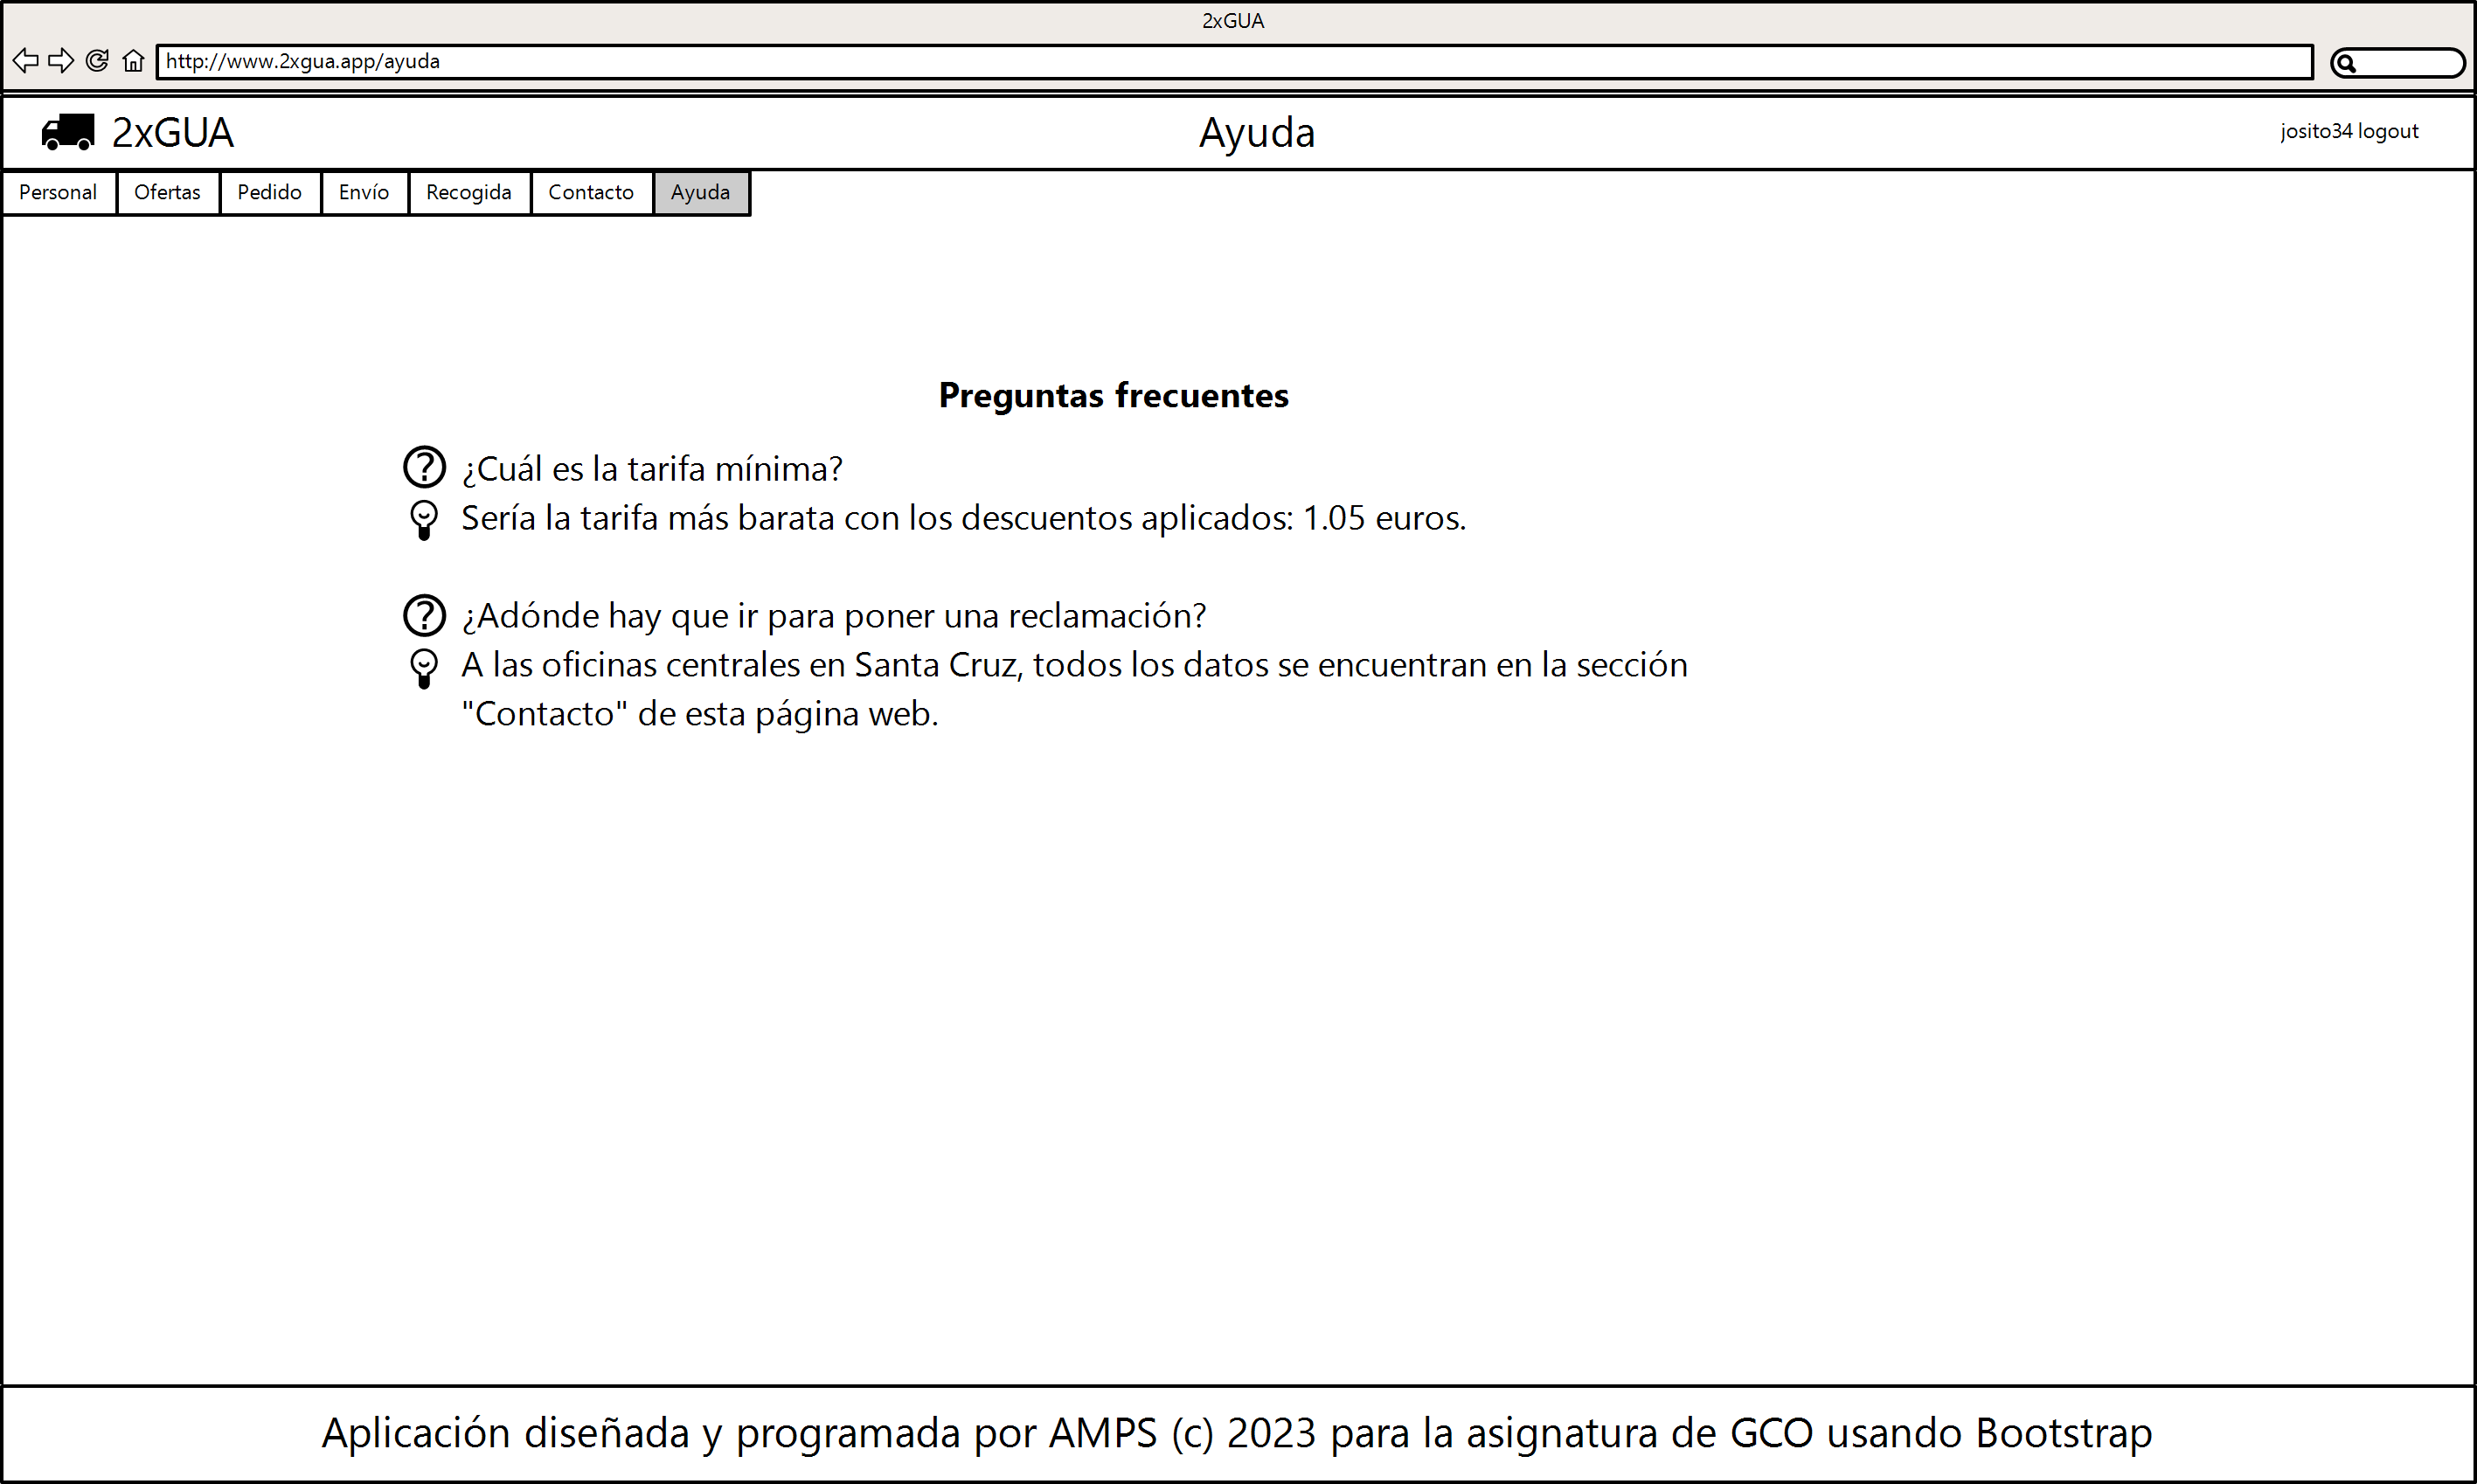 2xGUA
http://www.2xgua.app/ayuda
2xGUA
Ayuda
josito34 logout
Personal
Ofertas
Pedido
Envío
Recogida
Contacto
Ayuda
Preguntas frecuentes
¿Cuál es la tarifa mínima?
Sería la tarifa más barata con los descuentos aplicados: 1.05 euros.
¿Adónde hay que ir para poner una reclamación?
A las oficinas centrales en Santa Cruz, todos los datos se encuentran en la sección
"Contacto" de esta página web.
Aplicación diseñada y programada por AMPS (c) 2023 para la asignatura de GCO usando Bootstrap